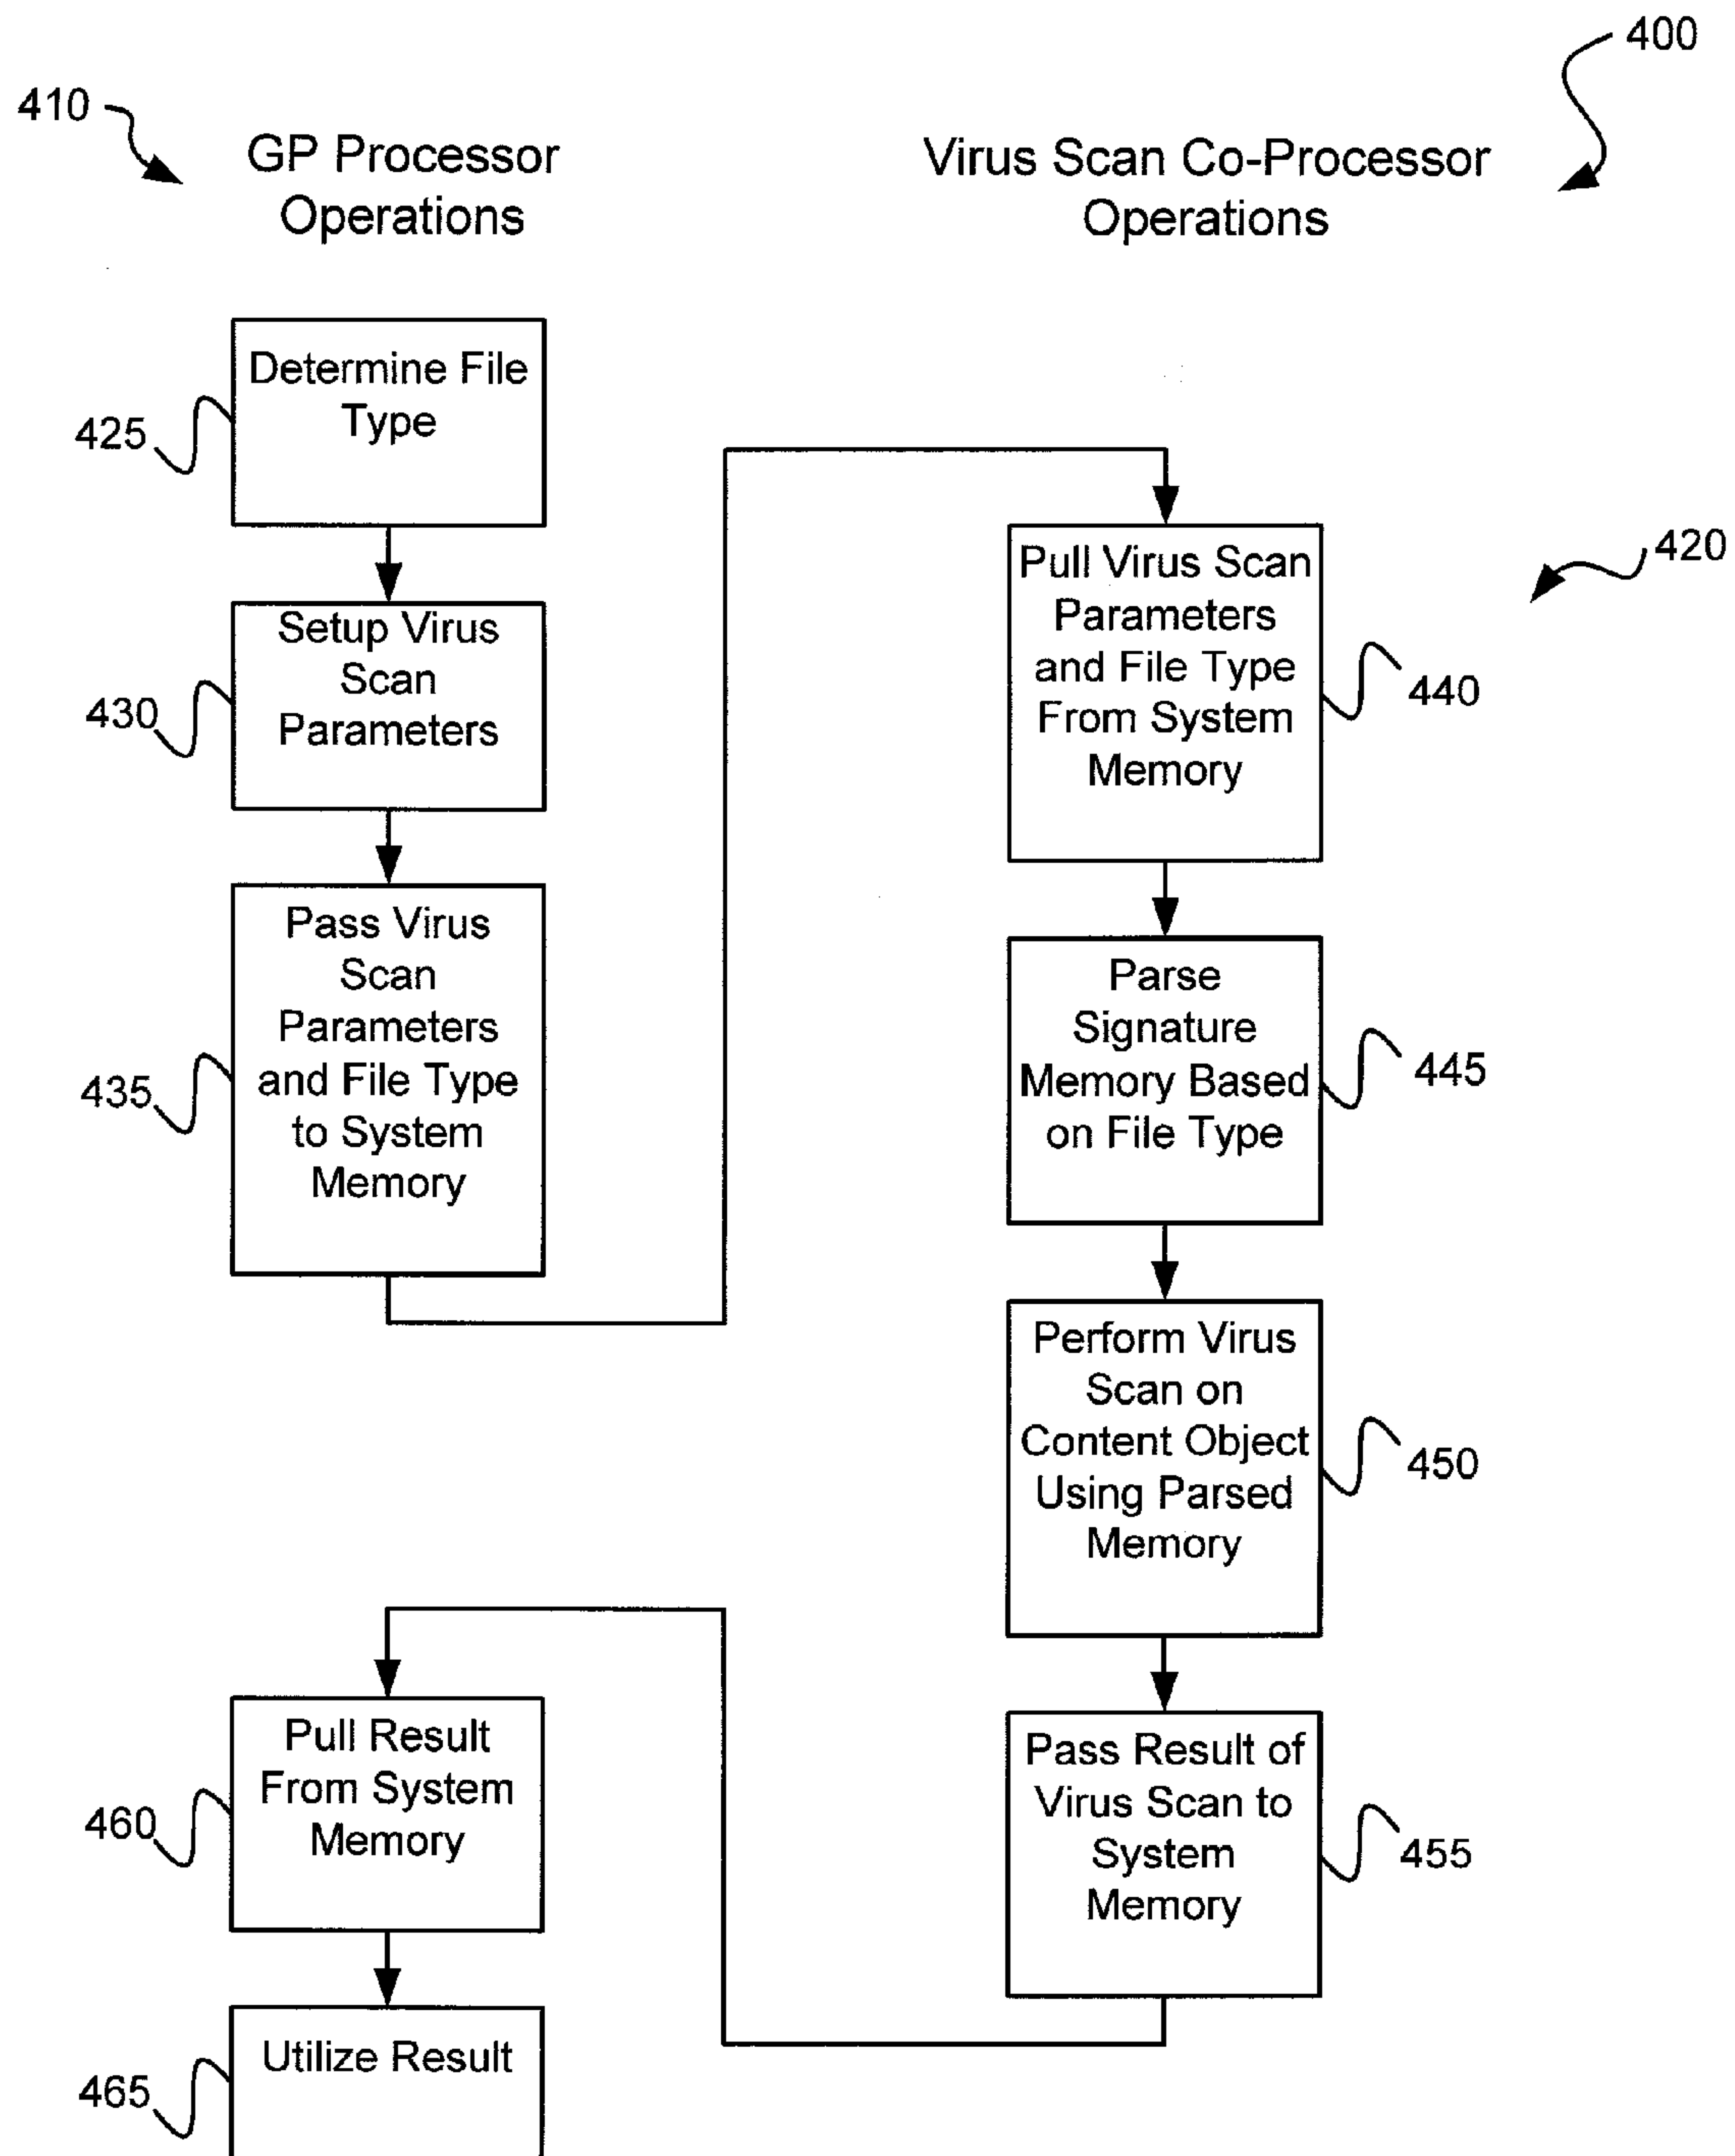 400
410
GP Processor
Operations
Virus Scan Co-Processor
Operations
Determine File
Type
425
Setup Virus
Scan
Parameters
430
Pass Virus
Scan
Parameters
and File Type
to System
Memory
435
420
Pull Virus Scan
Parameters
and File Type
From System
Memory
440
Parse
Signature
Memory Based
on File Type
445
Perform Virus
Scan on
Content Object
Using Parsed
Memory
450
Pass Result of
Virus Scan to
System
Memory
455
Pull Result
From System
Memory
460
Utilize Result
465